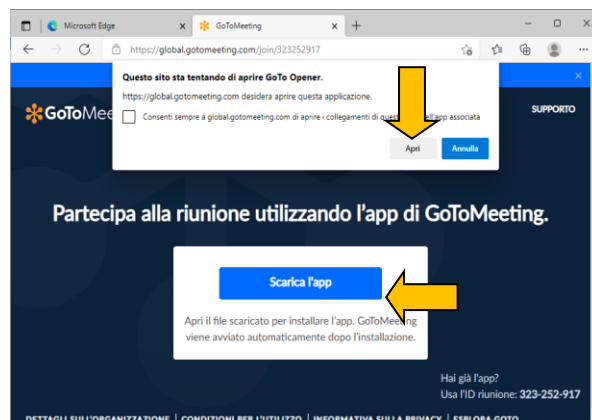 Microsoft Edge
GoToMeeting
https://global.gotomeeting.com/join/323252917
Questo sito sta tentando di aprire GoTo Opener.
https://global.gotomeeting.com desidera aprire questa applicazione.
Consenti sempre a global.gotomeeting.com di aprire i collegamenti di app associata
Apri
Annulla
GoToMee
SUPPORTO
Partecipa alla riunione utilizzando l'app di GoToMeeting.
Scarica l'app
Apri il file scaricato per installare l'app. GoToMeeting
viene avviato automaticamente dopo l'installazione.
Hai già l'app?
Usa l'ID riunione: 323-252-917
DETTAGLI SULL'ORGANIZZAZIONE | CONDIZIONI PER L'UTILIZZO | INFORMATIVA SULLA PRIVACY | ESPLORA GOTO